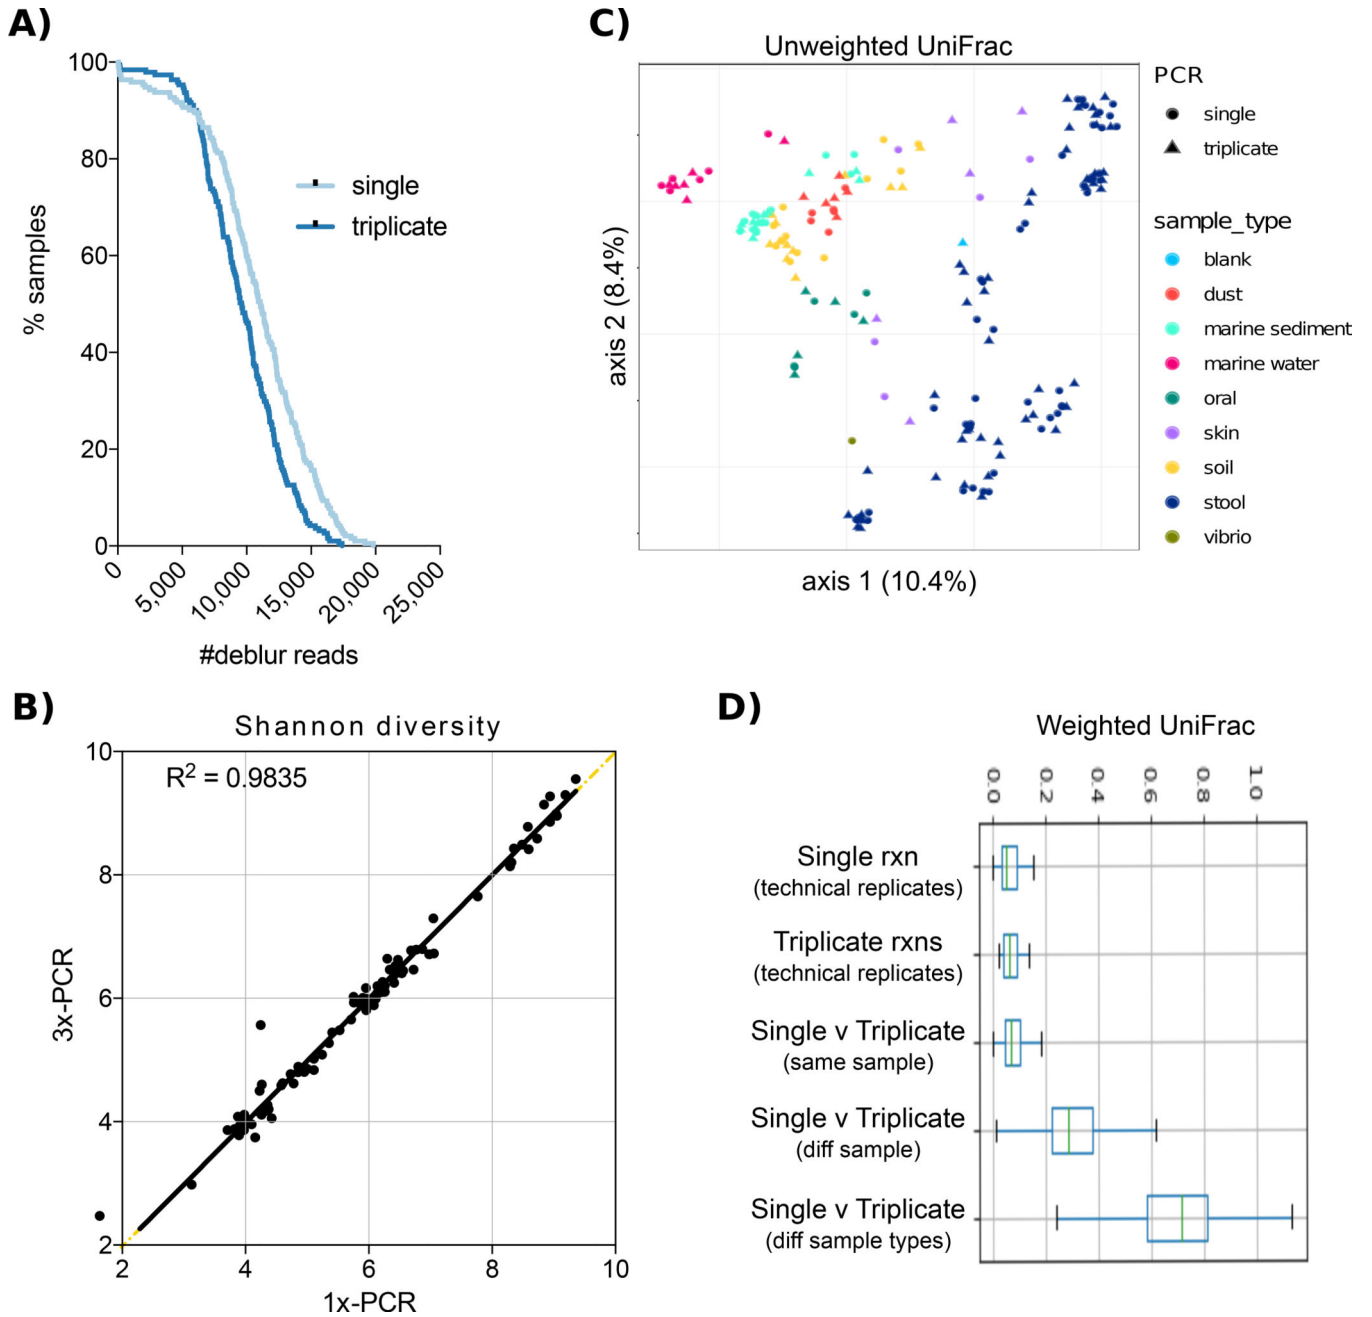 A)
100
80
60
40
20
0
% samples
single
triplicate
0
5,000
10,000
15,000
20,000
25,000
#deblur reads
C)
Unweighted UniFrac
axis 2 (8.4%)
axis 1 (10.4%)
PCR
single
triplicate
sample_type
blank
dust
marine sediment
marine water
oral
skin
soil
stool
vibrio
B)
Shannon diversity
R² = 0.9835
10
8
6
4
2
3x-PCR
2
4
6
8
10
1x-PCR
D)
Weighted UniFrac
0.0
0.2
0.4
0.6
0.8
1.0
Single rxn
(technical replicates)
Triplicate rxns
(technical replicates)
Single v Triplicate
(same sample)
Single v Triplicate
(diff sample)
Single v Triplicate
(diff sample types)